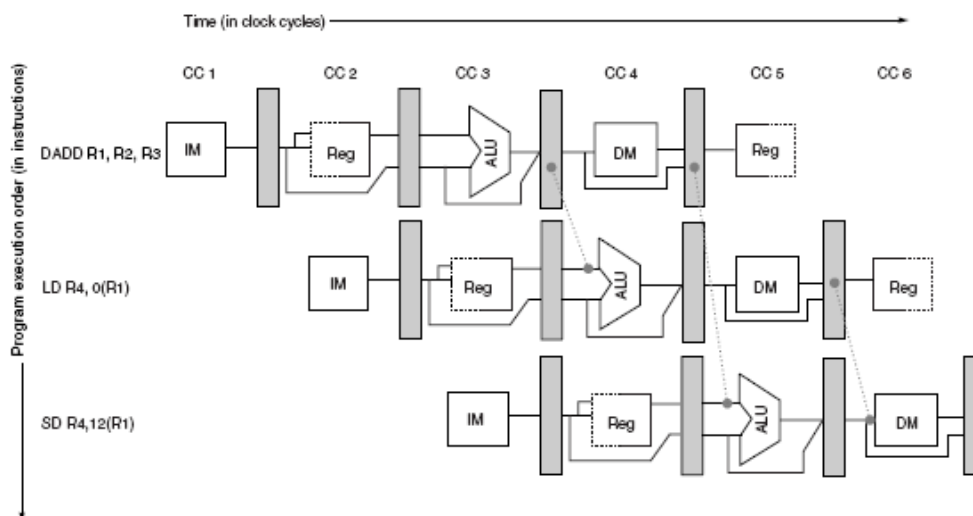 Time (in clock cycles)
CC 1 CC 2 CC 3 CC 4 CC 5 CC 6
Program execution order (in instructions)
DADD R1, R2, R3 IM Reg ALU DM Reg
LD R4, 0(R1) IM Reg ALU DM Reg
SD R4,12(R1) IM Reg ALU DM